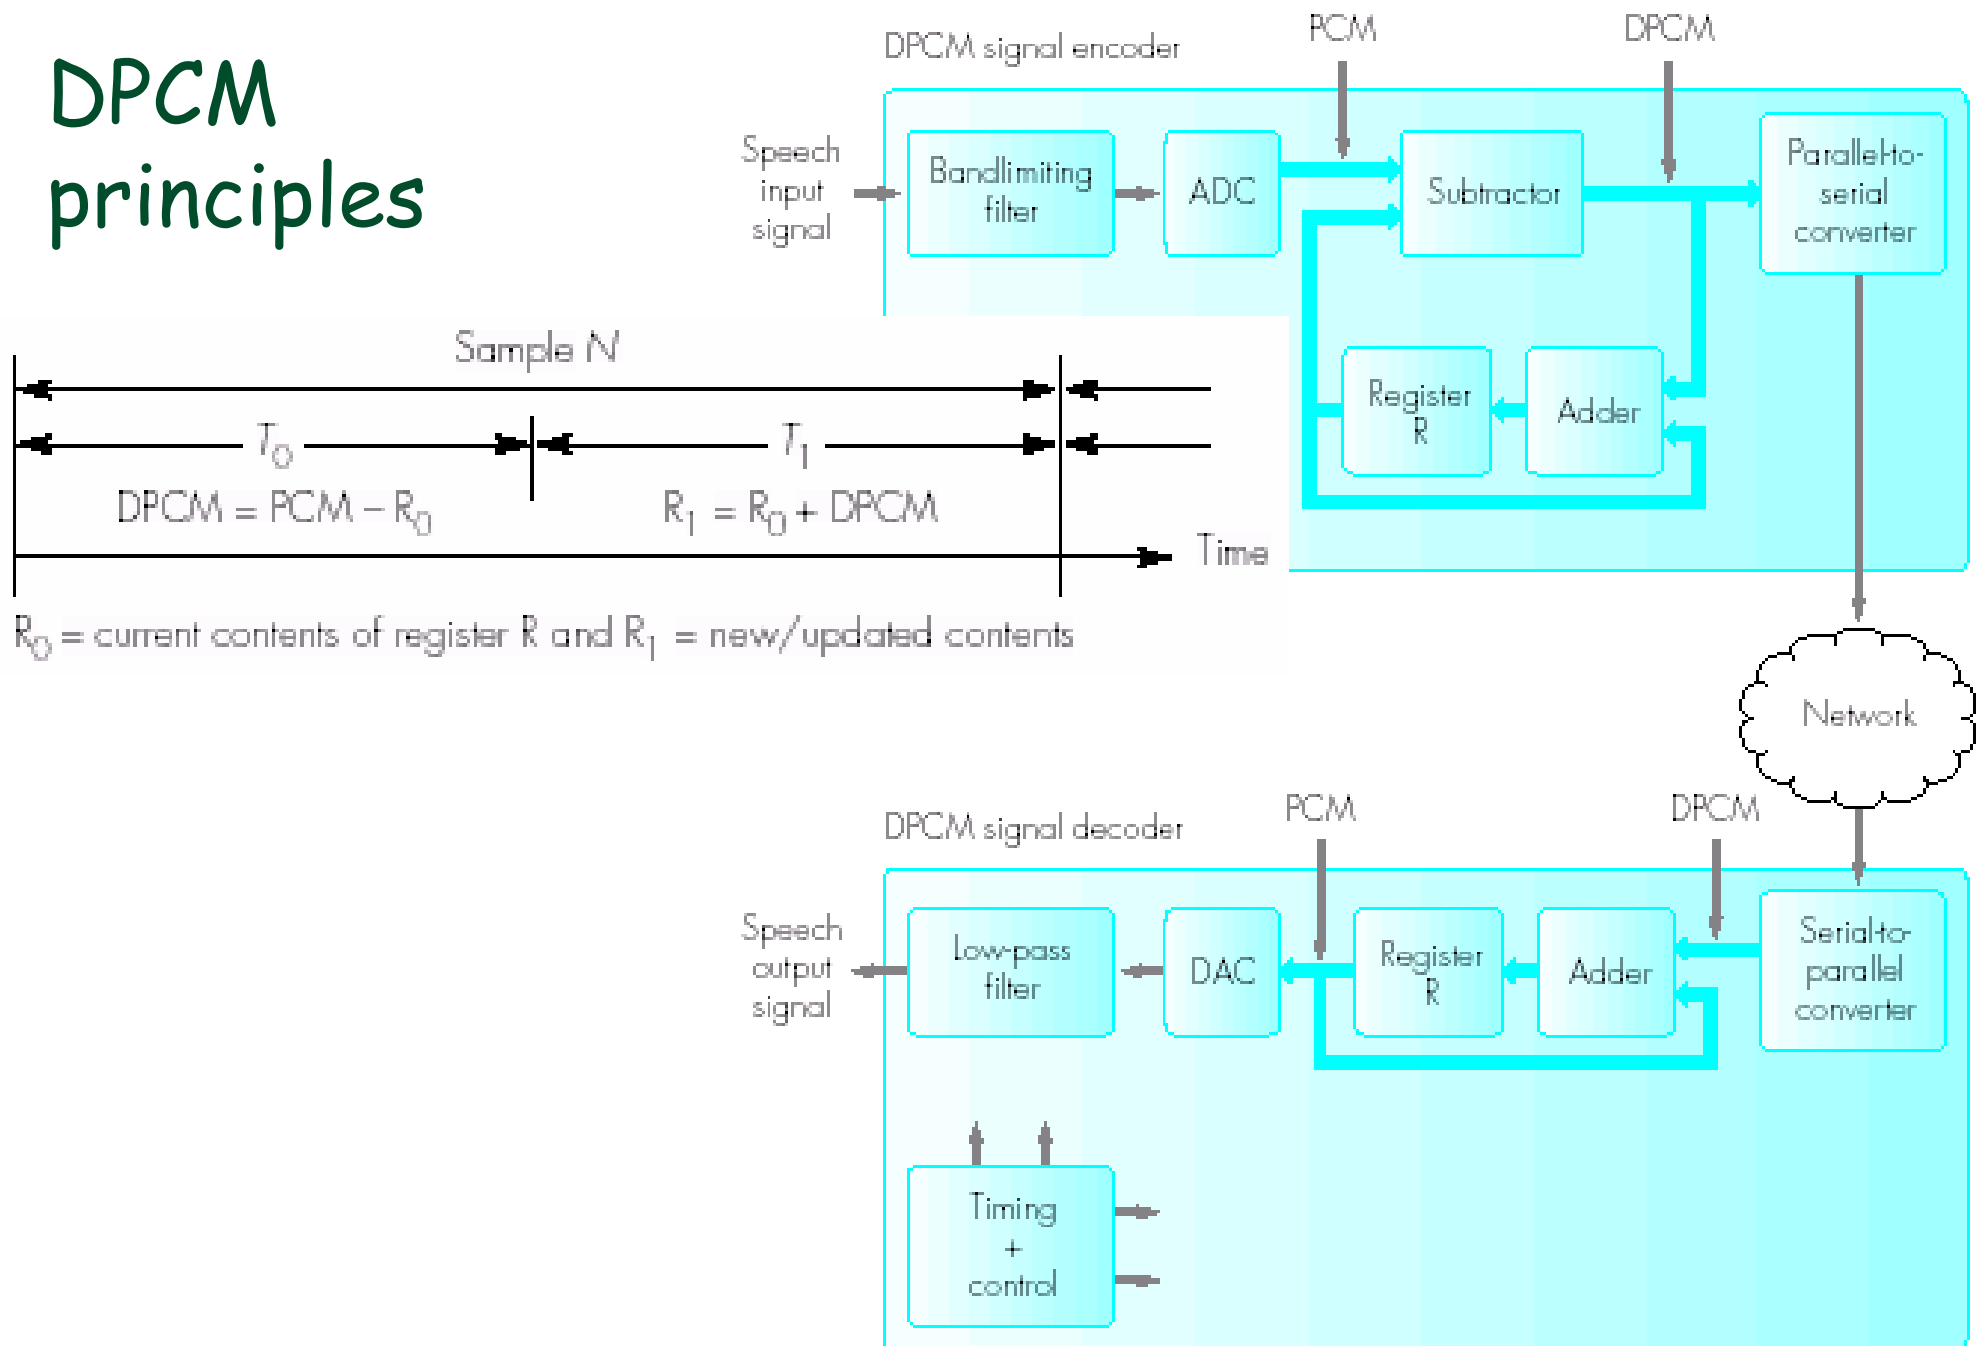 DPCM
principles
DPCM signal encoder
PCM
DPCM
Speech
input
signal
Bandlimiting
filter
ADC
Subtractor
Parallel-to-
serial
converter
Register
R
Adder
Sample N
T0
T1
DPCM = PCM – R0
R1 = R0 + DPCM
Time
R0 = current contents of register R and R1 = new/updated contents
Network
DPCM signal decoder
PCM
DPCM
Speech
output
signal
Low-pass
filter
DAC
Register
R
Adder
Serial-to-
parallel
converter
Timing
+
control